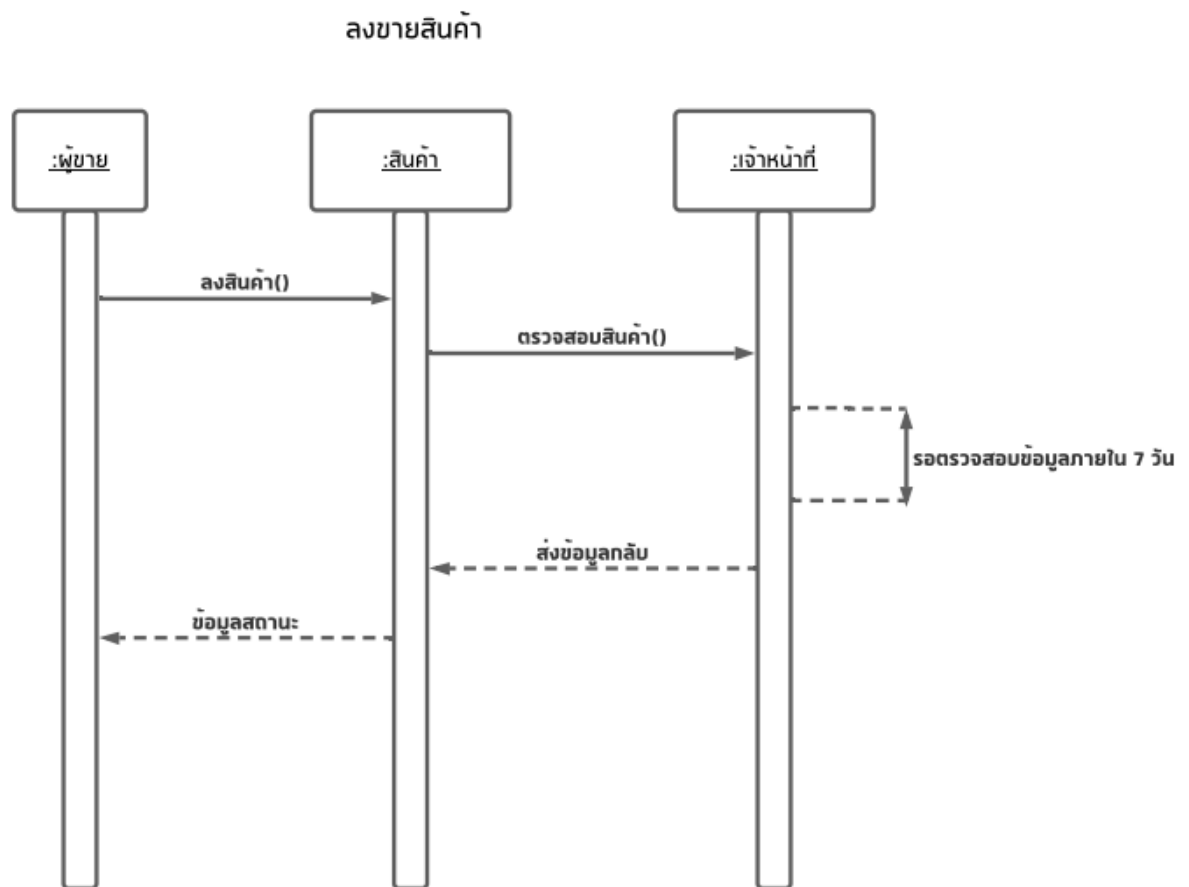 ลงขายสินค้า
:ผู้ขาย
:สินค้า
:เจ้าหน้าที่
ลงสินค้า()
ตรวจสอบสินค้า()
รอตรวจสอบข้อมูลภายใน 7 วัน
ส่งข้อมูลกลับ
ข้อมูลสถานะ